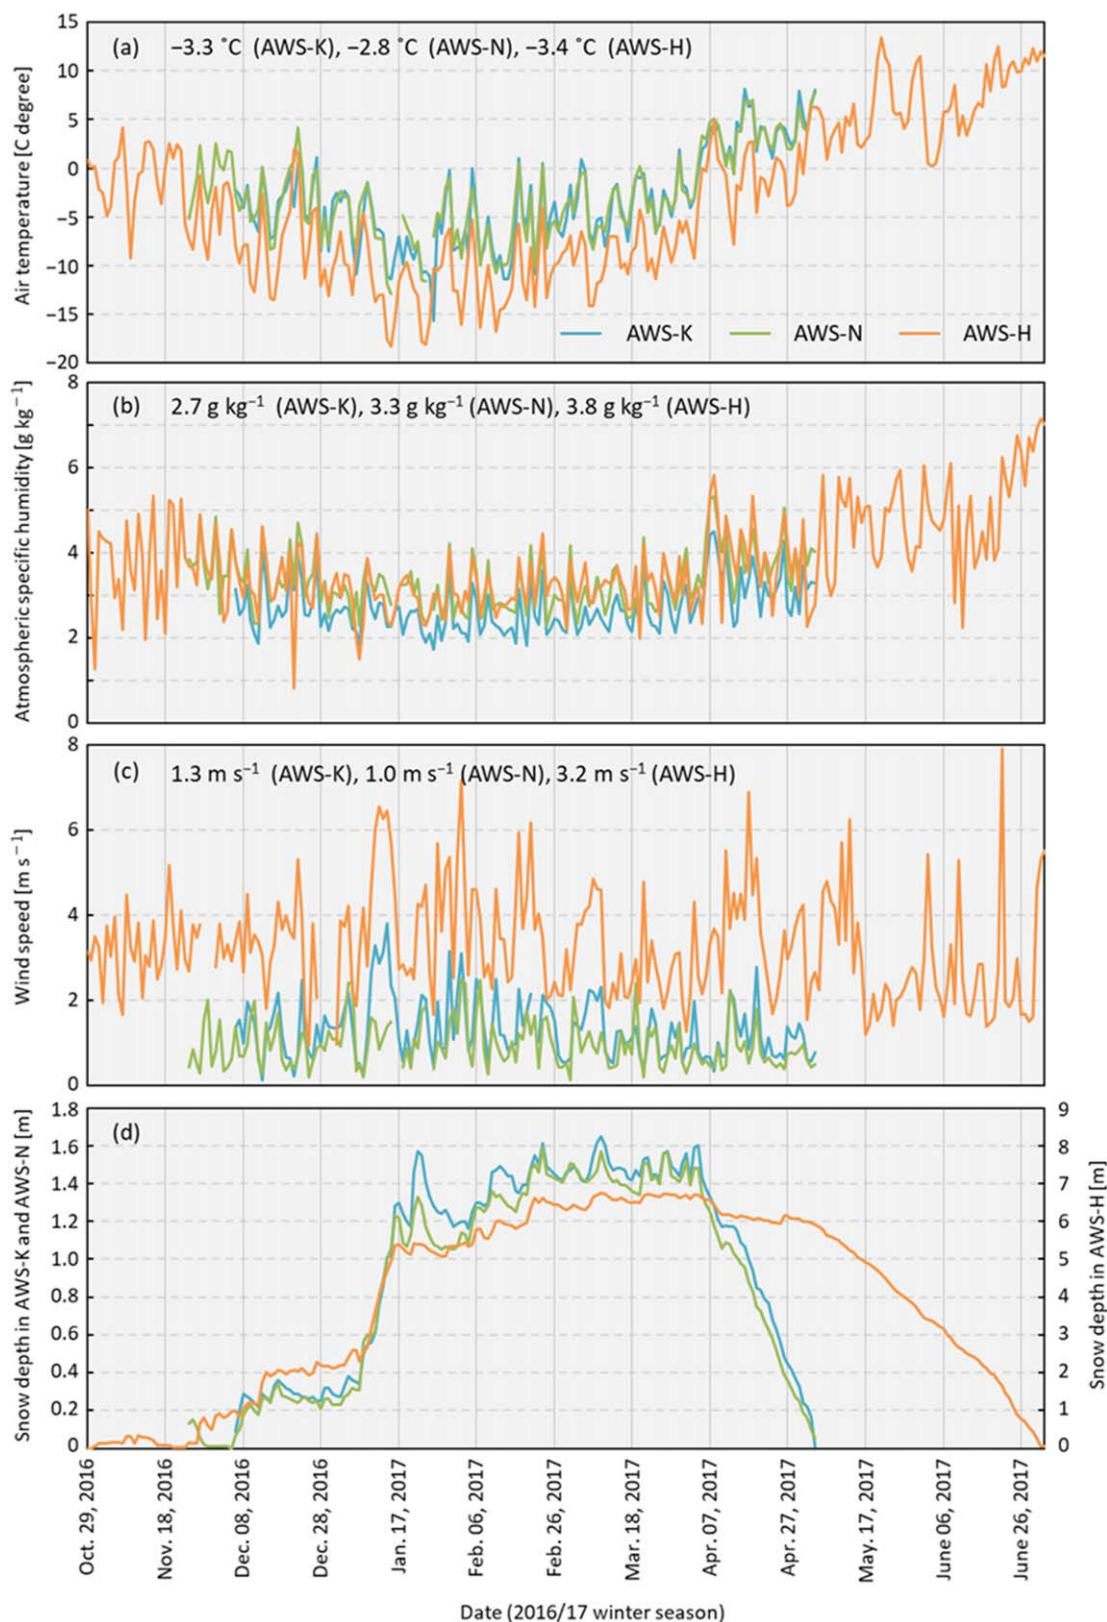 (a) −3.3 ˚C (AWS-K), −2.8 ˚C (AWS-N), −3.4 ˚C (AWS-H)
Air temperature [C degree]
15
10
5
0
−5
−10
−15
−20
AWS-K AWS-N AWS-H
(b) 2.7 g kg⁻¹ (AWS-K), 3.3 g kg⁻¹ (AWS-N), 3.8 g kg⁻¹ (AWS-H)
Atmospheric specific humidity [g kg⁻¹]
8
6
4
2
0
(c) 1.3 m s⁻¹ (AWS-K), 1.0 m s⁻¹ (AWS-N), 3.2 m s⁻¹ (AWS-H)
Wind speed [m s⁻¹]
8
6
4
2
0
(d)
Snow depth in AWS-K and AWS-N [m]
1.8
1.6
1.4
1.2
1.0
0.8
0.6
0.4
0.2
0
9
8
7
6
5
4
3
2
1
0
Snow depth in AWS-H [m]
Oct. 29, 2016
Nov. 18, 2016
Dec. 08, 2016
Dec. 28, 2016
Jan. 17, 2017
Feb. 06, 2017
Feb. 26, 2017
Mar. 18, 2017
Apr. 07, 2017
Apr. 27, 2017
May. 17, 2017
June 06, 2017
June 26, 2017
Date (2016/17 winter season)